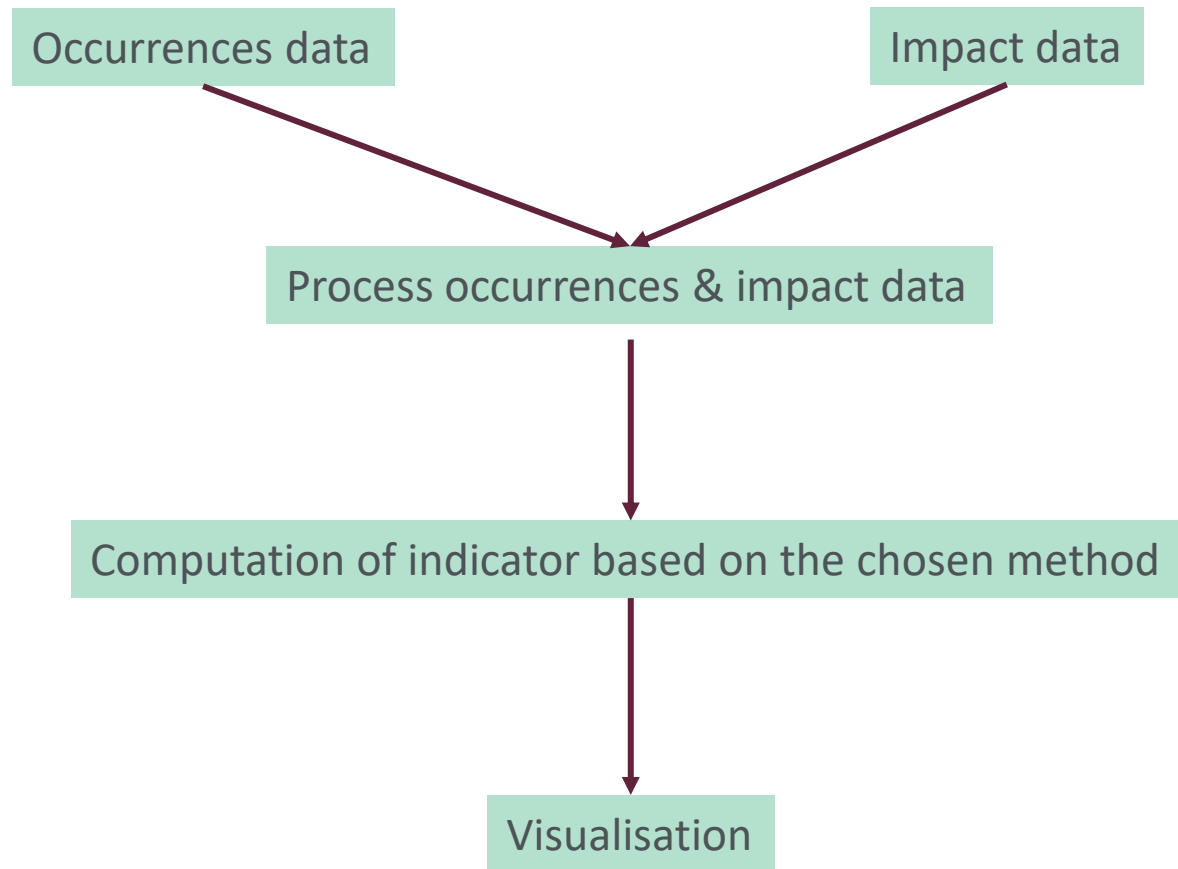 Occurrences data
Impact data
Process occurrences & impact data
Computation of indicator based on the chosen method
Visualisation